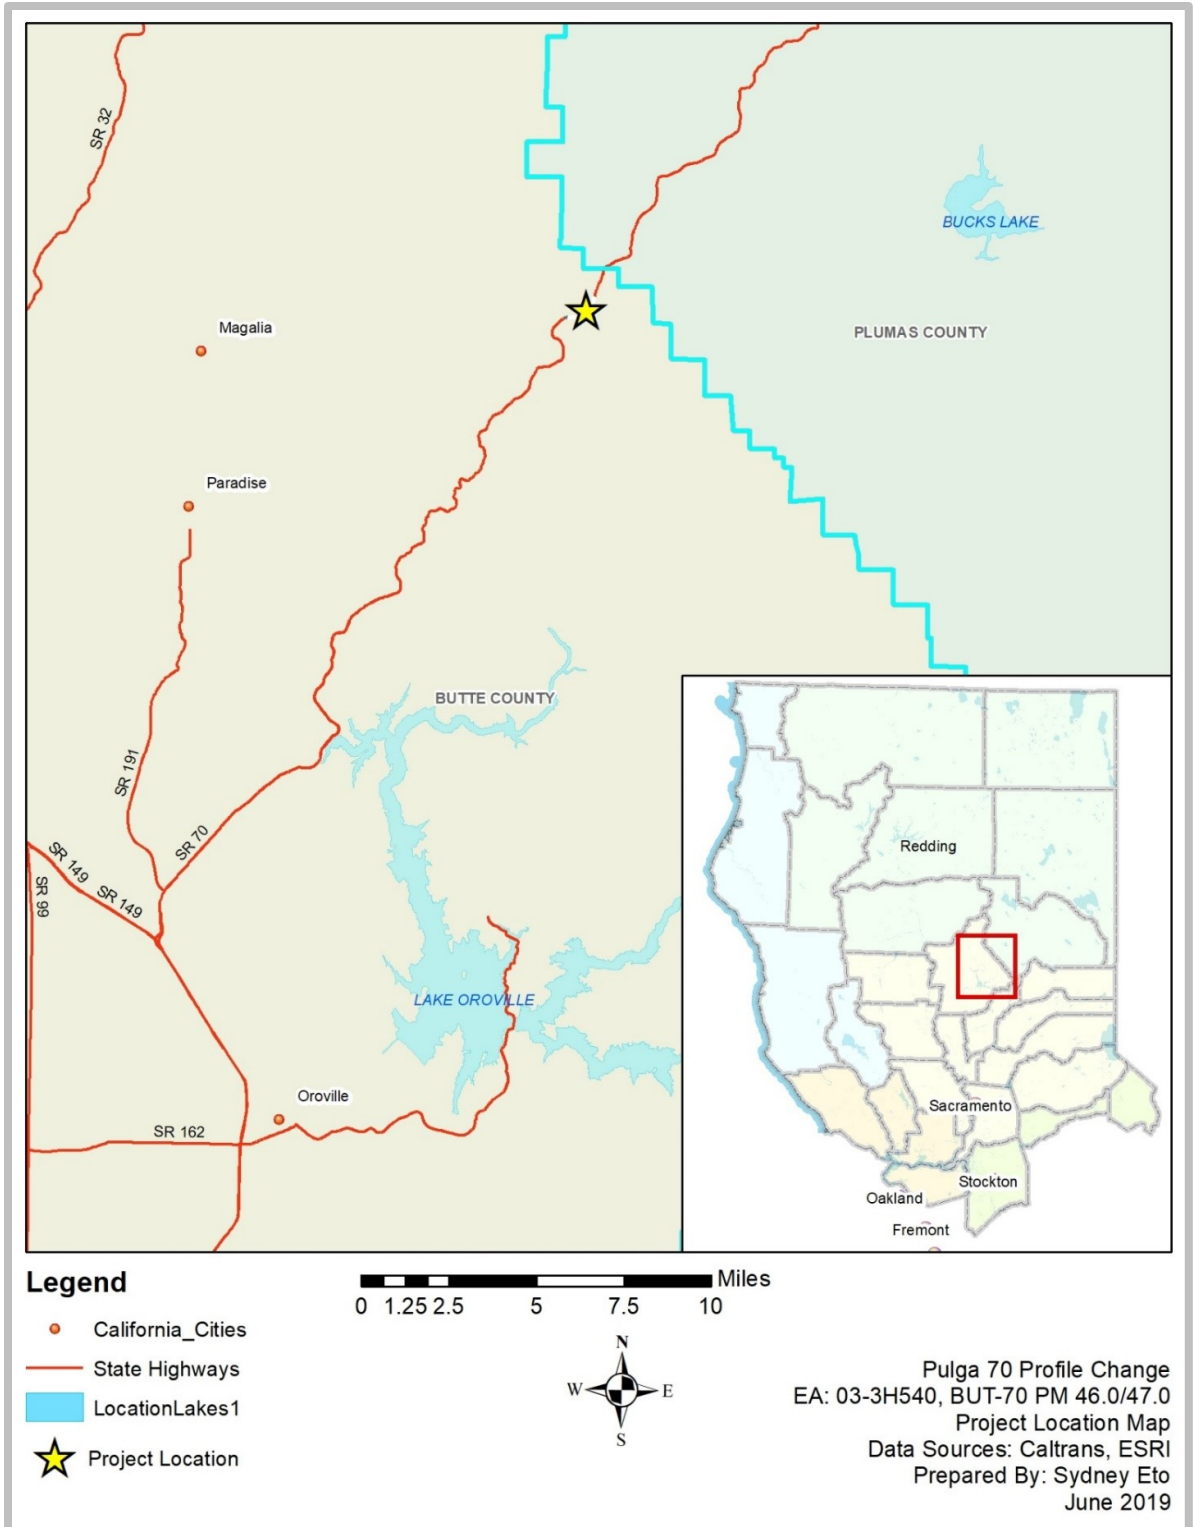 SR 32
BUCKS LAKE
Magalia
PLUMAS COUNTY
Paradise
BUTTE COUNTY
SR 191
SR 70
SR 149
SR 149
SR 99
LAKE OROVILLE
Oroville
SR 162
Redding
Sacramento
Stockton
Oakland
Fremont
Legend
California_Cities
State Highways
LocationLakes1
Project Location
0 1.25 2.5 5 7.5 10 Miles
N
W E
S
Pulga 70 Profile Change
EA: 03-3H540, BUT-70 PM 46.0/47.0
Project Location Map
Data Sources: Caltrans, ESRI
Prepared By: Sydney Eto
June 2019